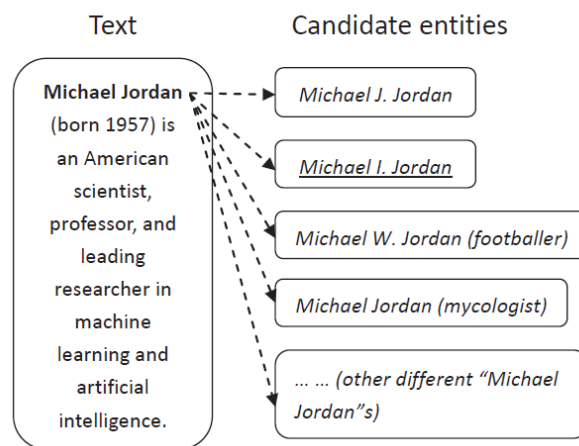 Text
Candidate entities
Michael Jordan
(born 1957) is
an American
scientist,
professor, and
leading
researcher in
machine
learning and
artificial
intelligence.
Michael J. Jordan
Michael I. Jordan
Michael W. Jordan (footballer)
Michael Jordan (mycologist)
... ... (other different “Michael
Jordan”s)